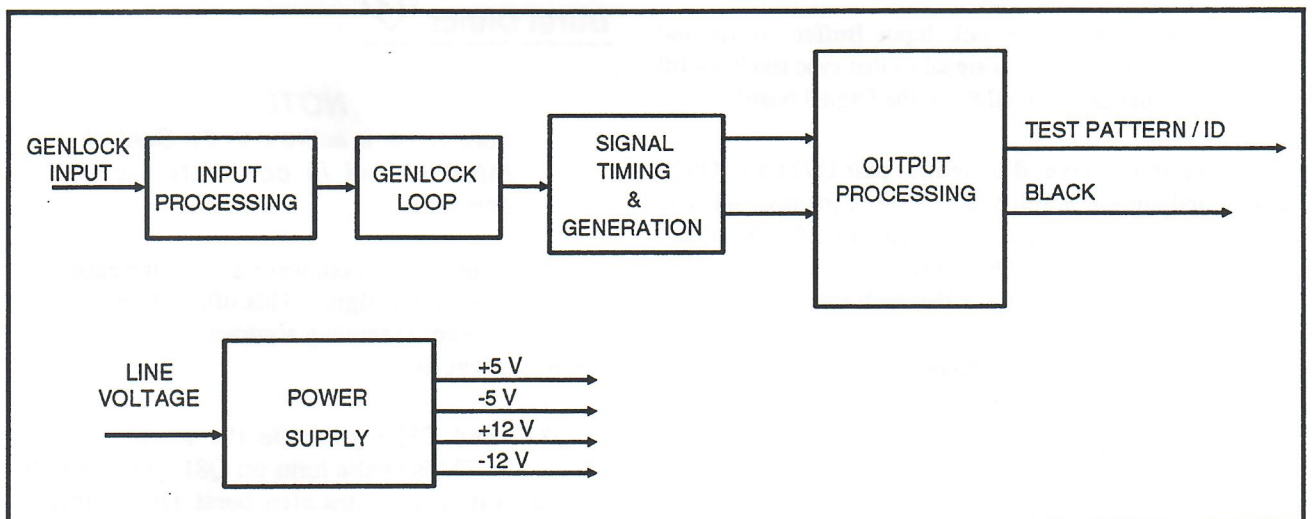 GENLOCK
INPUT
INPUT
PROCESSING
GENLOCK
LOOP
SIGNAL
TIMING
&
GENERATION
OUTPUT
PROCESSING
TEST PATTERN / ID
BLACK
LINE
VOLTAGE
POWER
SUPPLY
+5 V
-5 V
+12 V
-12 V